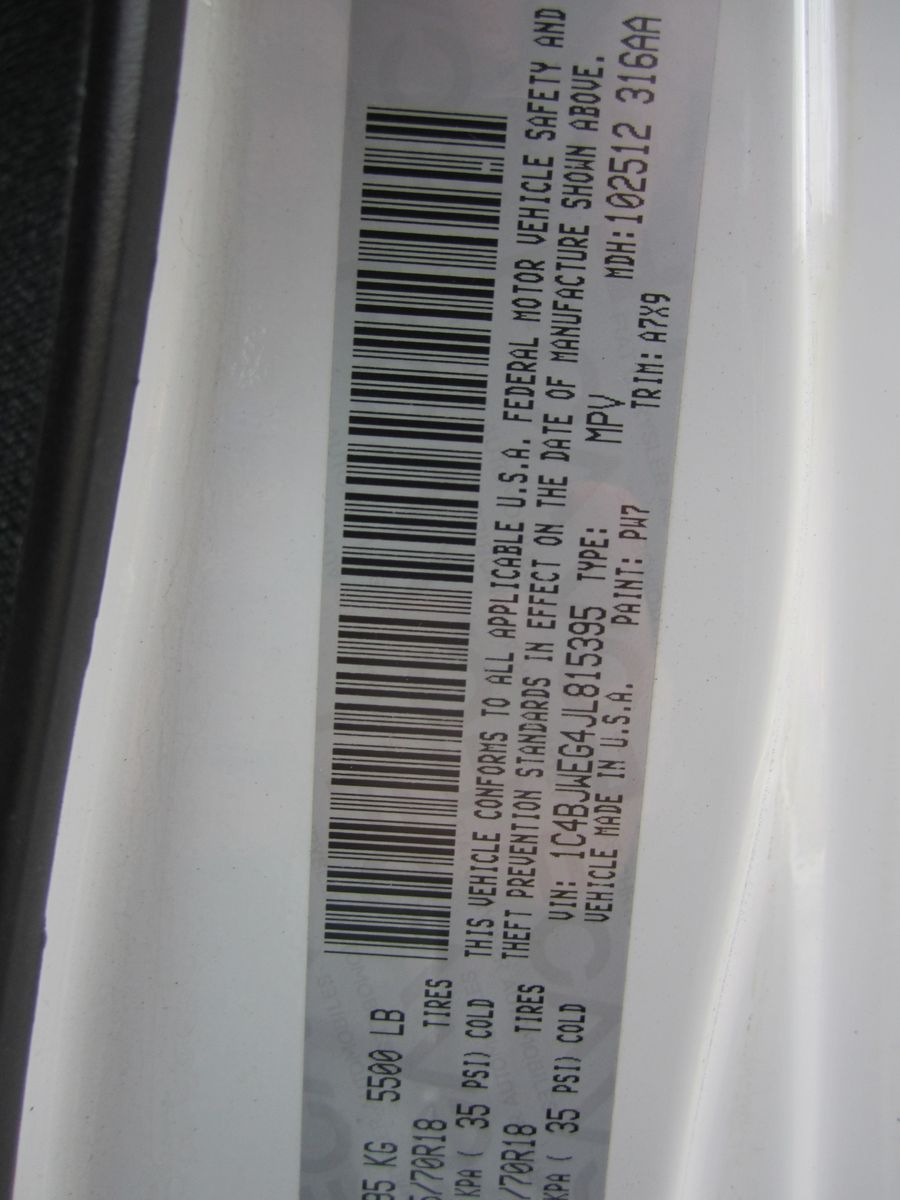 95 KG 5500 LB
/70R18 TIRES
KPA ( 35 PSI) COLD
/70R18 TIRES
KPA ( 35 PSI) COLD
THIS VEHICLE CONFORMS TO ALL APPLICABLE U.S.A. FEDERAL MOTOR VEHICLE SAFETY AND
THEFT PREVENTION STANDARDS IN EFFECT ON THE DATE OF MANUFACTURE SHOWN ABOVE.
VIN: 1C4BJWEG4JL815395 TYPE: MPV MDH:102512 316AA
VEHICLE MADE IN U.S.A. PAINT: PW7 TRIM: A7X9